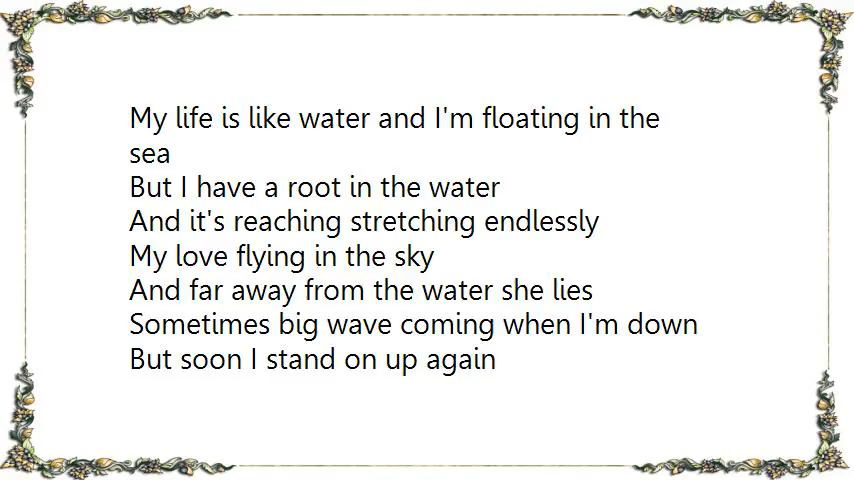 My life is like water and I'm floating in the
sea
But I have a root in the water
And it's reaching stretching endlessly
My love flying in the sky
And far away from the water she lies
Sometimes big wave coming when I'm down
But soon I stand on up again